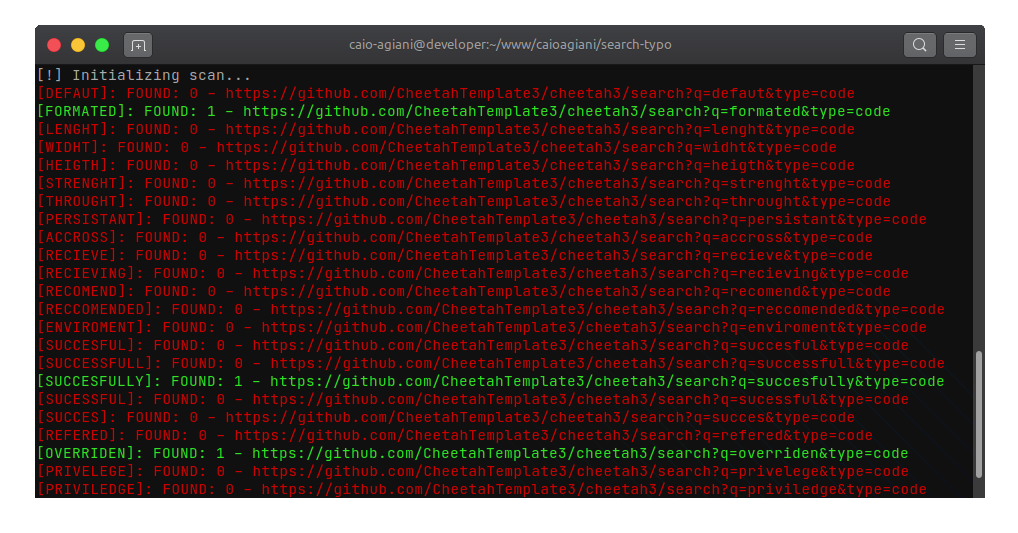 caio-agiani@developer:~/www/caioagiani/search-typo
[!] Initializing scan...
[DEFAUT]: FOUND: 0 - https://github.com/CheetahTemplate3/cheetah3/search?q=defaut&type=code
[FORMATED]: FOUND: 1 - https://github.com/CheetahTemplate3/cheetah3/search?q=formated&type=code
[LENGHT]: FOUND: 0 - https://github.com/CheetahTemplate3/cheetah3/search?q=lenght&type=code
[WIDHT]: FOUND: 0 - https://github.com/CheetahTemplate3/cheetah3/search?q=widht&type=code
[HEIGTH]: FOUND: 0 - https://github.com/CheetahTemplate3/cheetah3/search?q=heigth&type=code
[STRENGHT]: FOUND: 0 - https://github.com/CheetahTemplate3/cheetah3/search?q=strenght&type=code
[THROUGHT]: FOUND: 0 - https://github.com/CheetahTemplate3/cheetah3/search?q=throught&type=code
[PERSISTANT]: FOUND: 0 - https://github.com/CheetahTemplate3/cheetah3/search?q=persistant&type=code
[ACCROSS]: FOUND: 0 - https://github.com/CheetahTemplate3/cheetah3/search?q=accross&type=code
[RECIEVE]: FOUND: 0 - https://github.com/CheetahTemplate3/cheetah3/search?q=recieve&type=code
[RECIEVING]: FOUND: 0 - https://github.com/CheetahTemplate3/cheetah3/search?q=recieving&type=code
[RECOMEND]: FOUND: 0 - https://github.com/CheetahTemplate3/cheetah3/search?q=recomend&type=code
[RECCOMENDED]: FOUND: 0 - https://github.com/CheetahTemplate3/cheetah3/search?q=reccomended&type=code
[ENVIROMENT]: FOUND: 0 - https://github.com/CheetahTemplate3/cheetah3/search?q=enviroment&type=code
[SUCCESFUL]: FOUND: 0 - https://github.com/CheetahTemplate3/cheetah3/search?q=succesful&type=code
[SUCCESSFULL]: FOUND: 0 - https://github.com/CheetahTemplate3/cheetah3/search?q=successfull&type=code
[SUCCESFULLY]: FOUND: 1 - https://github.com/CheetahTemplate3/cheetah3/search?q=succesfully&type=code
[SUCESSFUL]: FOUND: 0 - https://github.com/CheetahTemplate3/cheetah3/search?q=sucessful&type=code
[SUCCES]: FOUND: 0 - https://github.com/CheetahTemplate3/cheetah3/search?q=succes&type=code
[REFERED]: FOUND: 0 - https://github.com/CheetahTemplate3/cheetah3/search?q=refered&type=code
[OVERRIDEN]: FOUND: 1 - https://github.com/CheetahTemplate3/cheetah3/search?q=overriden&type=code
[PRIVELEGE]: FOUND: 0 - https://github.com/CheetahTemplate3/cheetah3/search?q=privelege&type=code
[PRIVILEDGE]: FOUND: 0 - https://github.com/CheetahTemplate3/cheetah3/search?q=priviledge&type=code